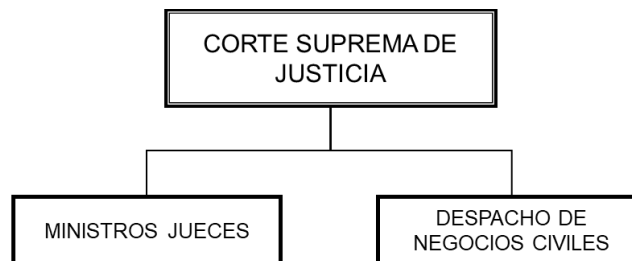 CORTE SUPREMA DE
JUSTICIA
MINISTROS JUECES
DESPACHO DE
NEGOCIOS CIVILES